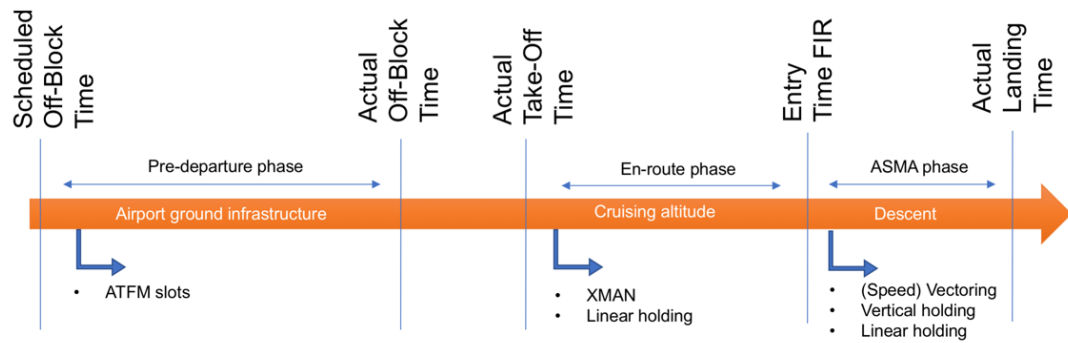 Scheduled
Off-Block
Time
Actual
Off-Block
Time
Actual
Take-Off
Time
Entry
Time FIR
Actual
Landing
Time
Pre-departure phase
En-route phase
ASMA phase
Airport ground infrastructure
Cruising altitude
Descent
• ATFM slots
• XMAN
• Linear holding
• (Speed) Vectoring
• Vertical holding
• Linear holding